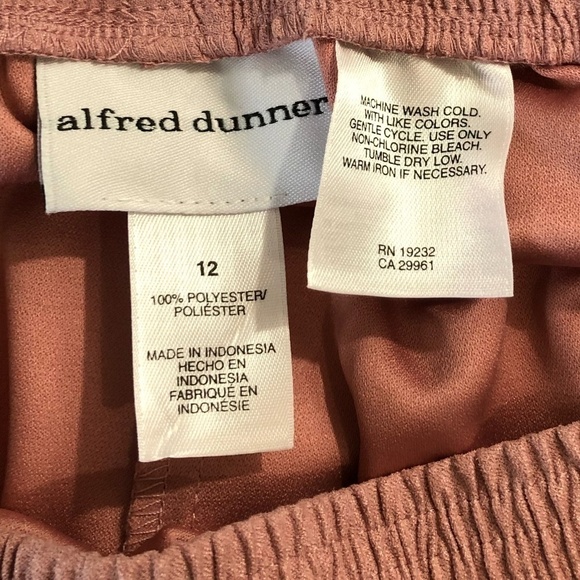 alfred dunner
12
100% POLYESTER/
POLIÉSTER
MADE IN INDONESIA
HECHO EN
INDONESIA
FABRIQUÉ EN
INDONÉSIE
MACHINE WASH COLD.
WITH LIKE COLORS.
GENTLE CYCLE. USE ONLY
NON-CHLORINE BLEACH.
TUMBLE DRY LOW.
WARM IRON IF NECESSARY.
RN 19232
CA 29961